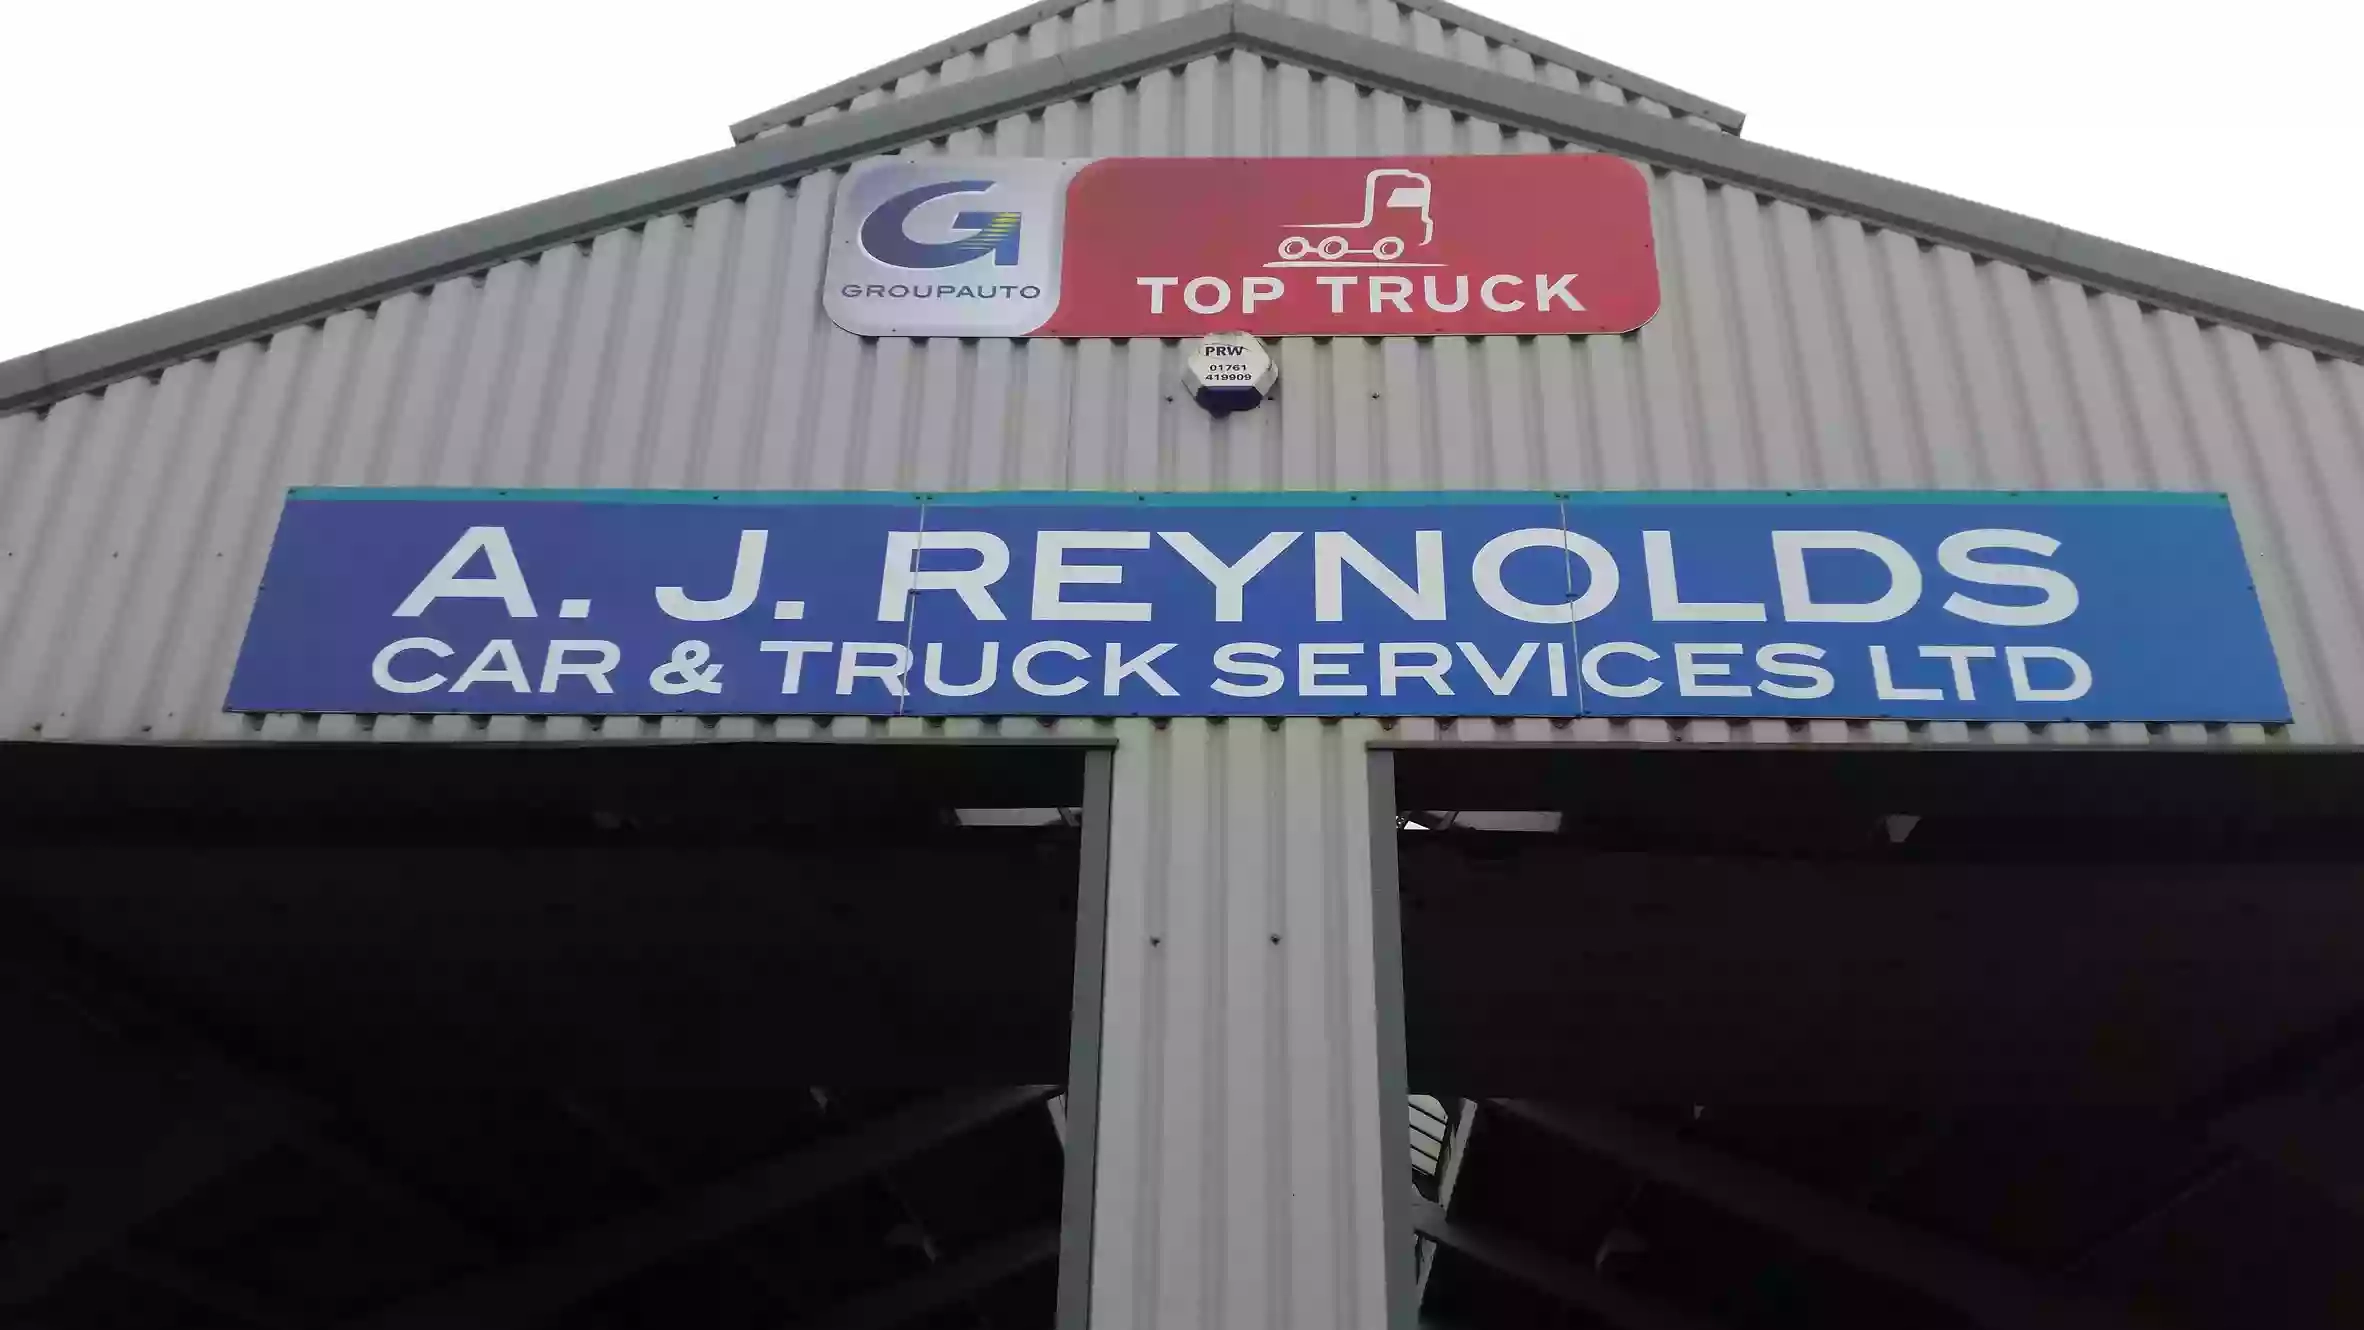 GROUPAUTO
TOP TRUCK
PRW
01761
419909
A. J. REYNOLDS
CAR & TRUCK SERVICES LTD